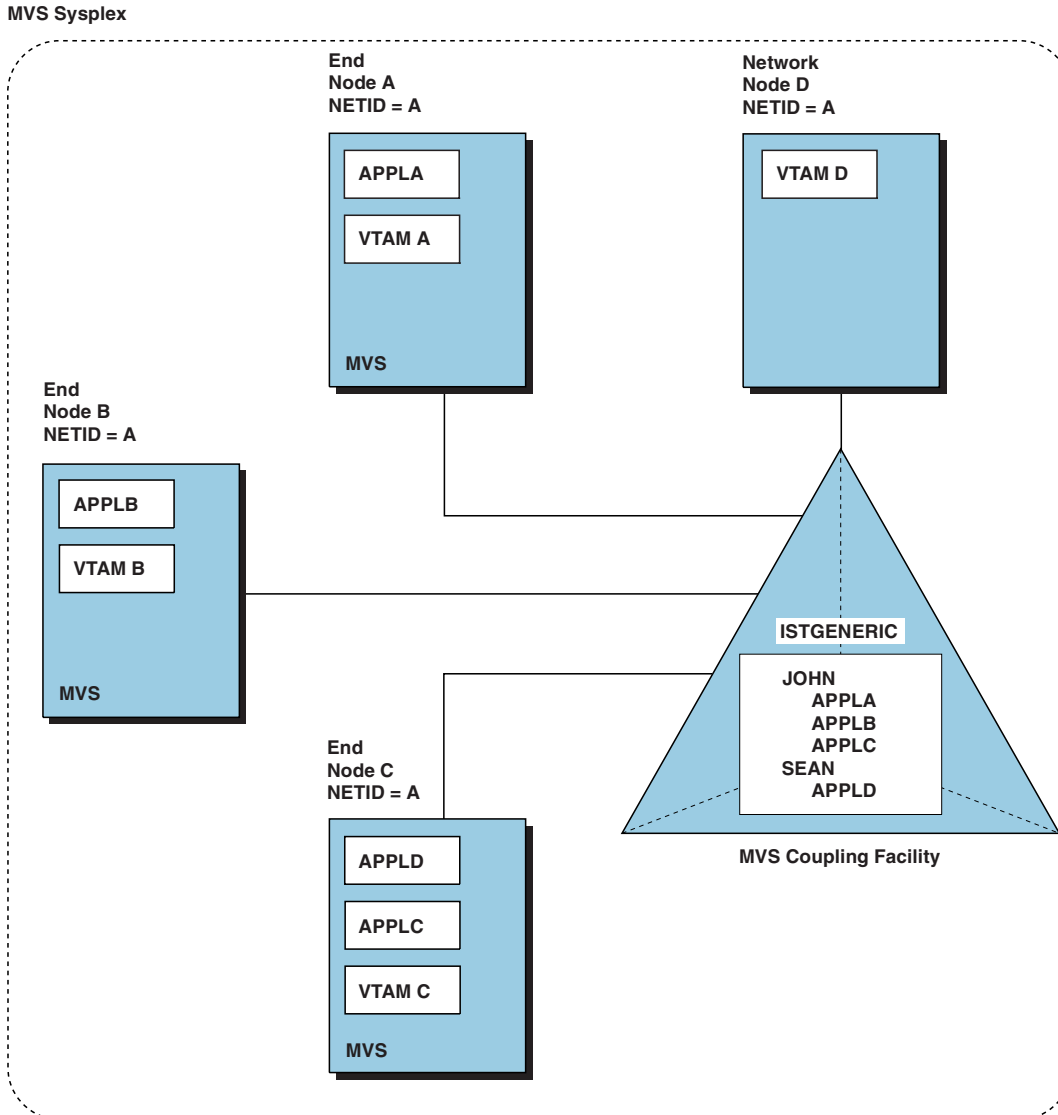 MVS Sysplex
End
Node A
NETID = A
APPLA
VTAM A
MVS
Network
Node D
NETID = A
VTAM D
End
Node B
NETID = A
APPLB
VTAM B
MVS
ISTGENERIC
JOHN
APPLA
APPLB
APPLC
SEAN
APPLD
MVS Coupling Facility
End
Node C
NETID = A
APPLD
APPLC
VTAM C
MVS